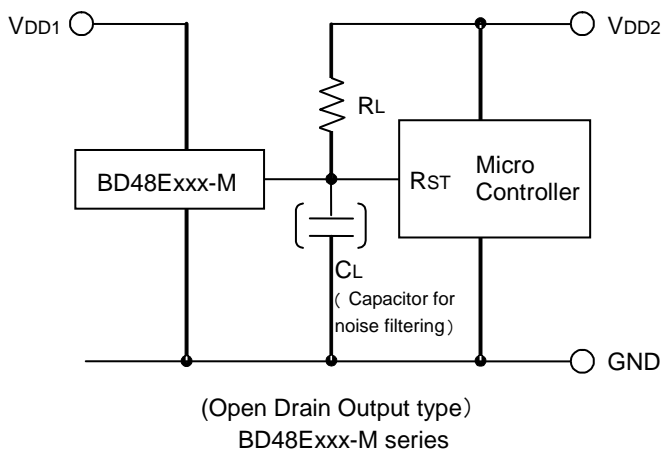 VDD1
VDD2
RL
BD48Exxx-M
RST
Micro
Controller
CL
( Capacitor for
noise filtering )
GND
(Open Drain Output type）
BD48Exxx-M series